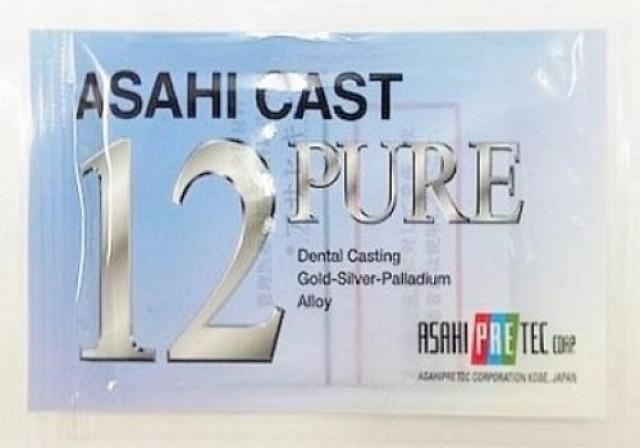 ASAHI CAST
12 PURE
Dental Casting
Gold-Silver-Palladium
Alloy
ASAHI PRETEC CORP.
ASAHIPRETEC CORPORATION KOBE, JAPAN